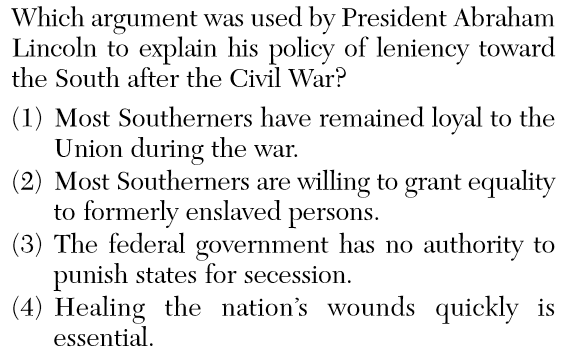 Which argument was used by President Abraham
Lincoln to explain his policy of leniency toward
the South after the Civil War?
(1) Most Southerners have remained loyal to the
Union during the war.
(2) Most Southerners are willing to grant equality
to formerly enslaved persons.
(3) The federal government has no authority to
punish states for secession.
(4) Healing the nation’s wounds quickly is
essential.